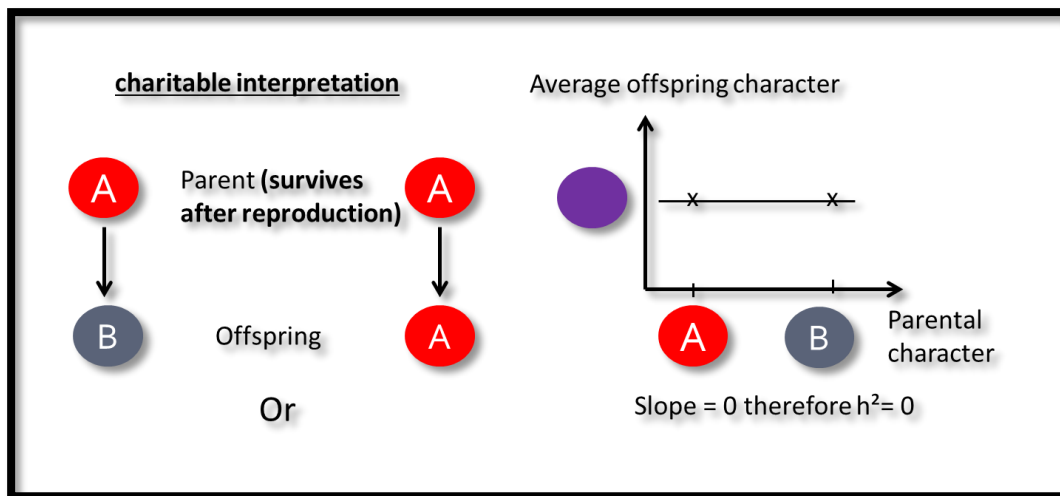 charitable interpretation
A
Parent (survives
after reproduction)
A
B
Offspring
A
Or
Average offspring character
x
x
A
B
Parental
character
Slope = 0 therefore h²= 0